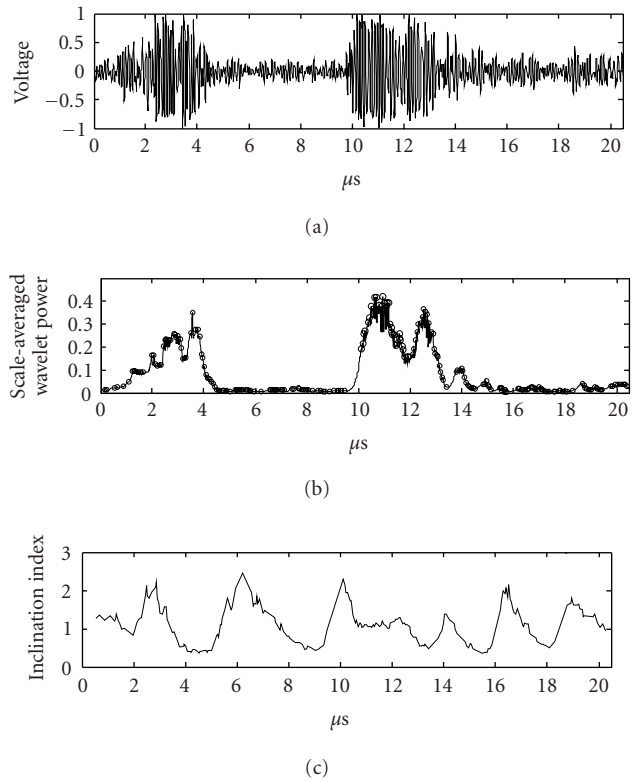 Voltage
1
0.5
0
−0.5
−1
0 2 4 6 8 10 12 14 16 18 20
µs
(a)
Scale-averaged
wavelet power
0.4
0.3
0.2
0.1
0
0 2 4 6 8 10 12 14 16 18 20
µs
(b)
Inclination index
3
2
1
0
0 2 4 6 8 10 12 14 16 18 20
µs
(c)